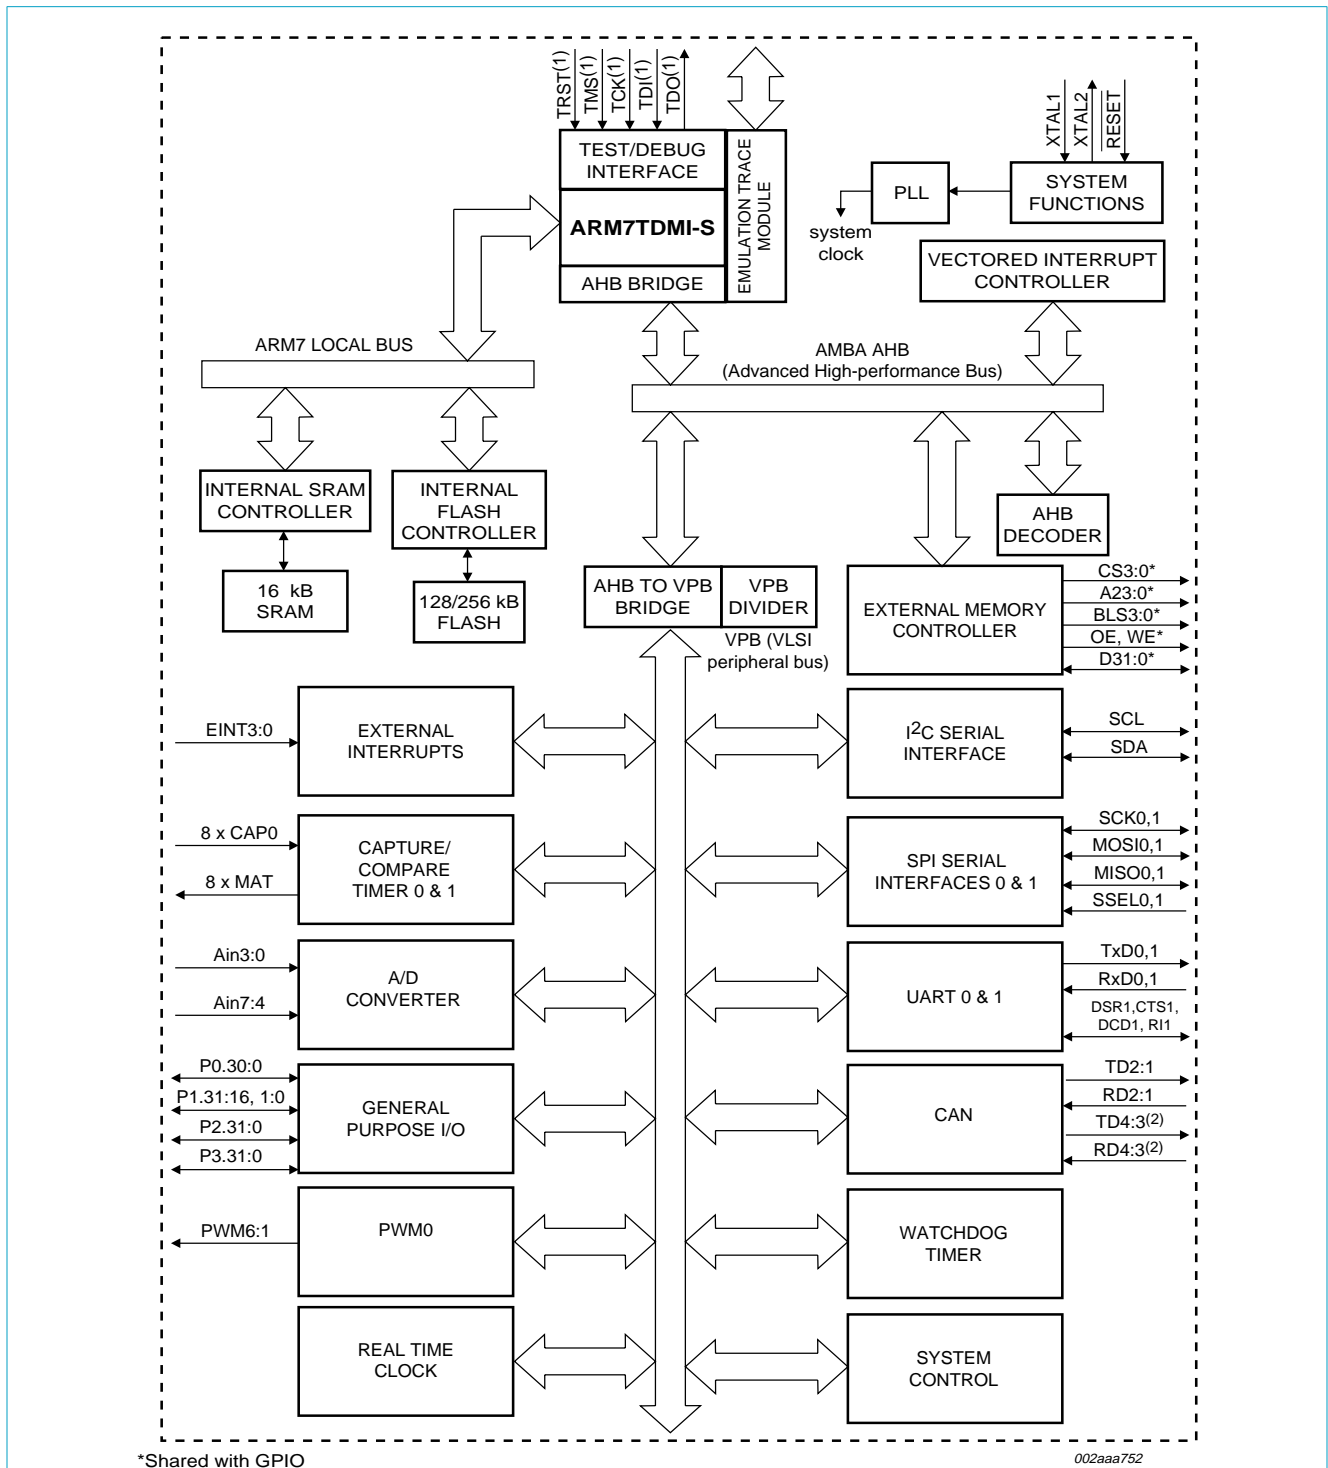 TRST(1)
TMS(1)
TCK(1)
TDI(1)
TDO(1)
XTAL1
XTAL2
RESET
TEST/DEBUG
INTERFACE
ARM7TDMI-S
AHB BRIDGE
EMULATION TRACE
MODULE
PLL
SYSTEM
FUNCTIONS
system
clock
VECTORED INTERRUPT
CONTROLLER
ARM7 LOCAL BUS
AMBA AHB
(Advanced High-performance Bus)
INTERNAL SRAM
CONTROLLER
INTERNAL
FLASH
CONTROLLER
AHB
DECODER
16 kB
SRAM
128/256 kB
FLASH
AHB TO VPB
BRIDGE
VPB
DIVIDER
VPB (VLSI
peripheral bus)
EXTERNAL MEMORY
CONTROLLER
CS3:0*
A23:0*
BLS3:0*
OE, WE*
D31:0*
EINT3:0
EXTERNAL
INTERRUPTS
I2C SERIAL
INTERFACE
SCL
SDA
8 x CAP0
8 x MAT
CAPTURE/
COMPARE
TIMER 0 & 1
SPI SERIAL
INTERFACES 0 & 1
SCK0,1
MOSI0,1
MISO0,1
SSEL0,1
Ain3:0
Ain7:4
A/D
CONVERTER
UART 0 & 1
TxD0,1
RxD0,1
DSR1,CTS1,
DCD1, RI1
P0.30:0
P1.31:16, 1:0
P2.31:0
P3.31:0
GENERAL
PURPOSE I/O
CAN
TD2:1
RD2:1
TD4:3(2)
RD4:3(2)
PWM6:1
PWM0
WATCHDOG
TIMER
REAL TIME
CLOCK
SYSTEM
CONTROL
*Shared with GPIO
002aaa752